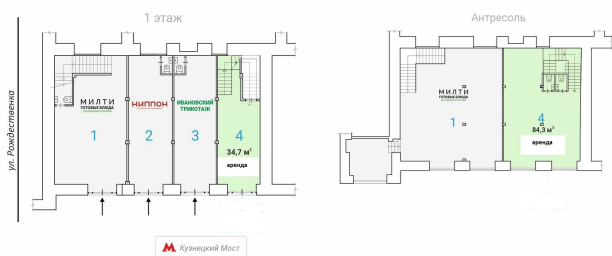 1 этаж
Антресоль
ул. Рождественка
МИЛТИ
ГОТОВЫЕ БЛЮДА
1
НИППОН
2
ИВАНОВСКИЙ
ТРИКОТАЖ
3
4
34,7 м²
аренда
МИЛТИ
ГОТОВЫЕ БЛЮДА
1
4
84,3 м²
аренда
М Кузнецкий Мост